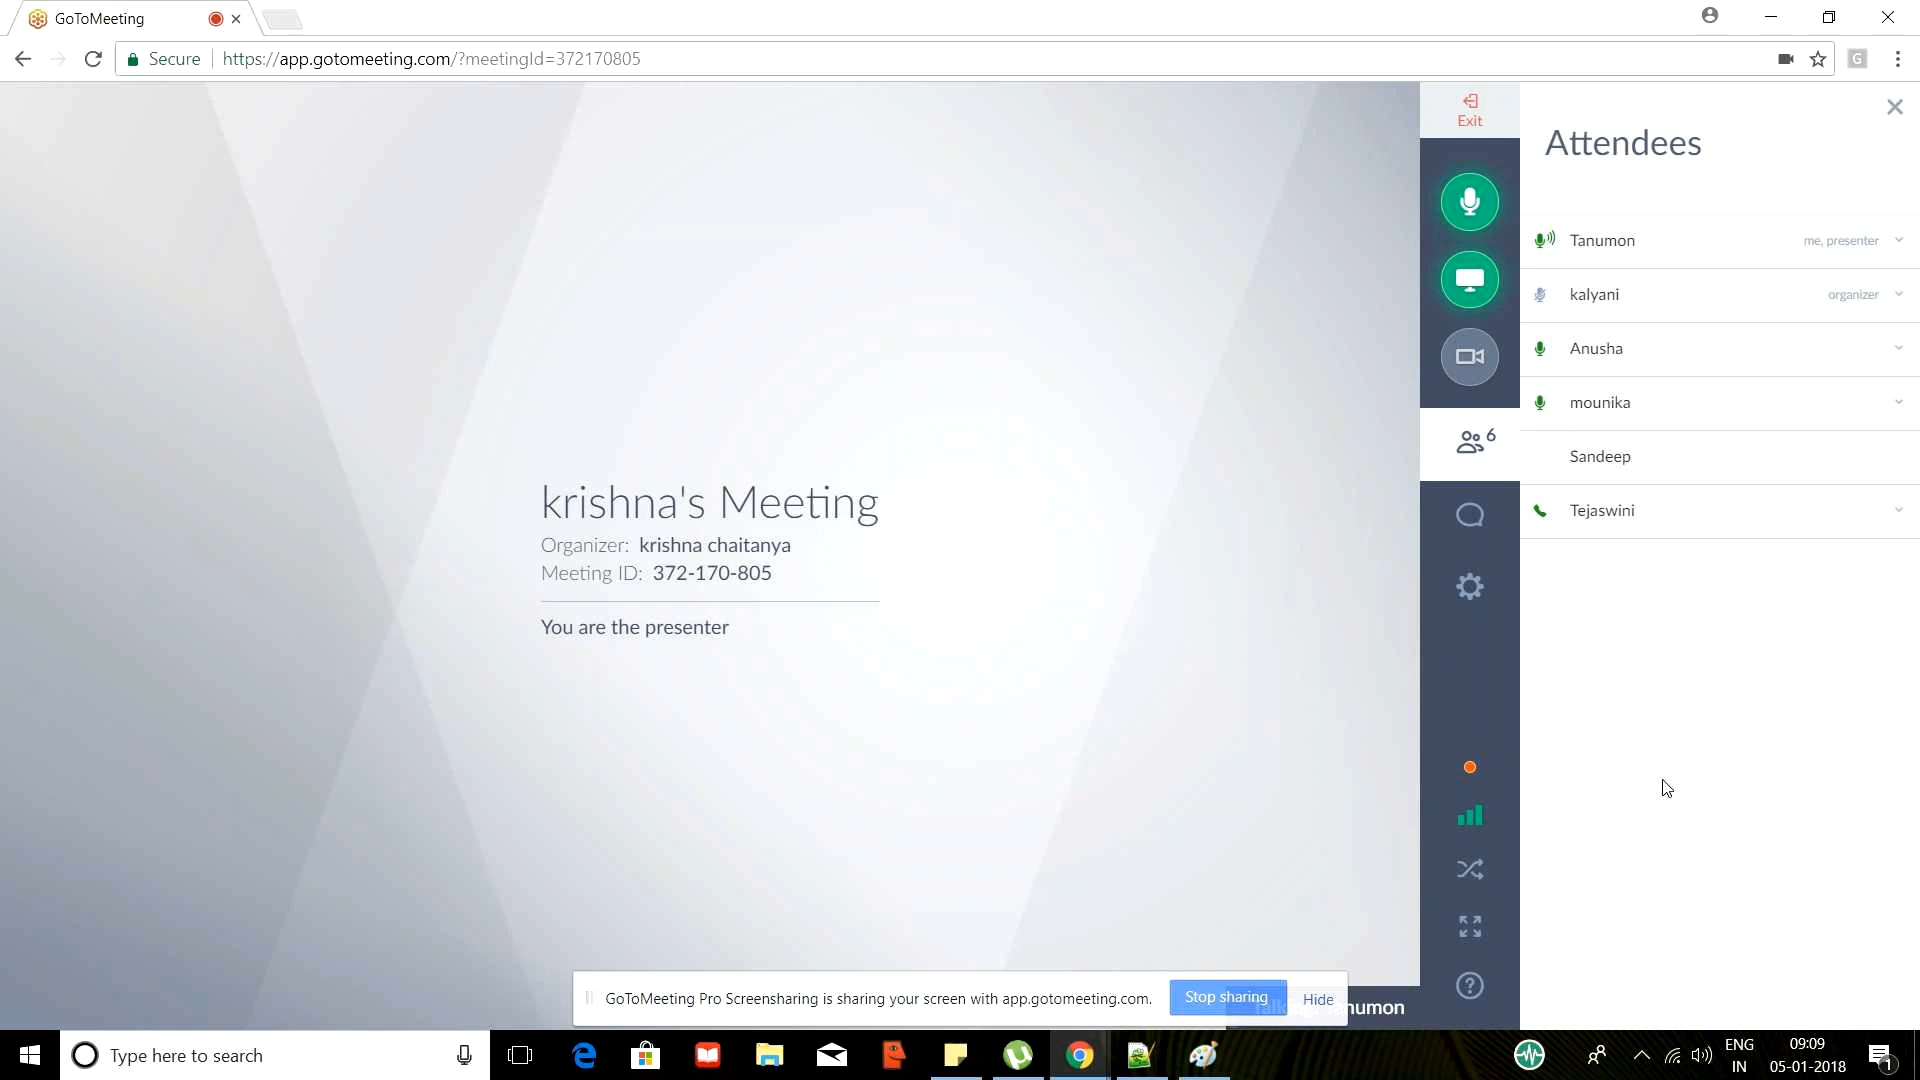 GoToMeeting
Secure
https://app.gotomeeting.com/?meetingId=372170805
G
Exit
Attendees
Tanumon
me, presenter
kalyani
organizer
Anusha
mounika
6
Sandeep
Tejaswini
krishna's Meeting
Organizer: krishna chaitanya
Meeting ID: 372-170-805
You are the presenter
GoToMeeting Pro Screensharing is sharing your screen with app.gotomeeting.com.
Stop sharing
Hide
numon
Type here to search
ENG
IN
09:09
05-01-2018
1